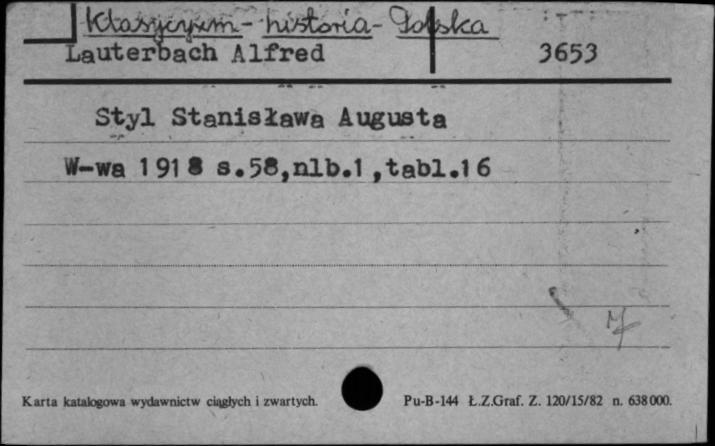 Klasycyzm - historia - Polska
Lauterbach Alfred 3653
Styl Stanisława Augusta
W-wa 1918 s.58,nlb.1,tabl.16
Karta katalogowa wydawnictw ciągłych i zwartych. Pu-B-144 Ł.Z.Graf. Z. 120/15/82 n. 638000.